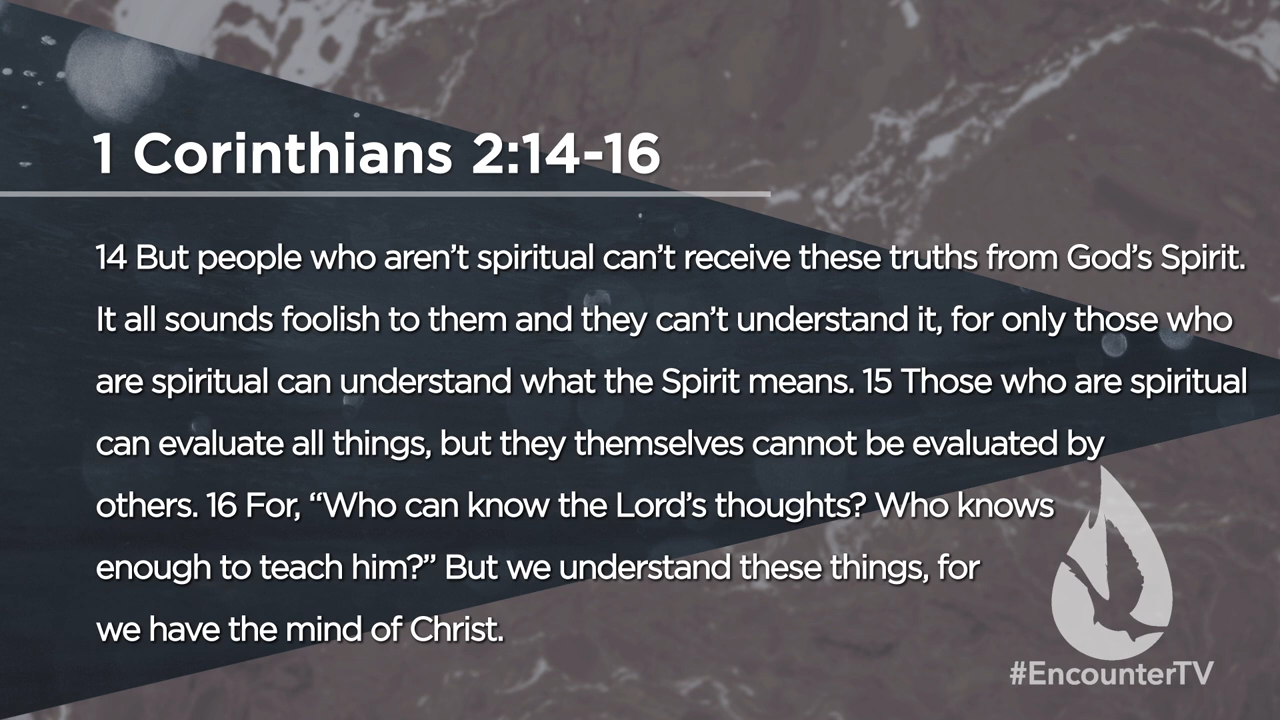 1 Corinthians 2:14-16
14 But people who aren’t spiritual can’t receive these truths from God’s Spirit.
It all sounds foolish to them and they can’t understand it, for only those who
are spiritual can understand what the Spirit means. 15 Those who are spiritual
can evaluate all things, but they themselves cannot be evaluated by
others. 16 For, “Who can know the Lord’s thoughts? Who knows
enough to teach him?” But we understand these things, for
we have the mind of Christ.
#EncounterTV